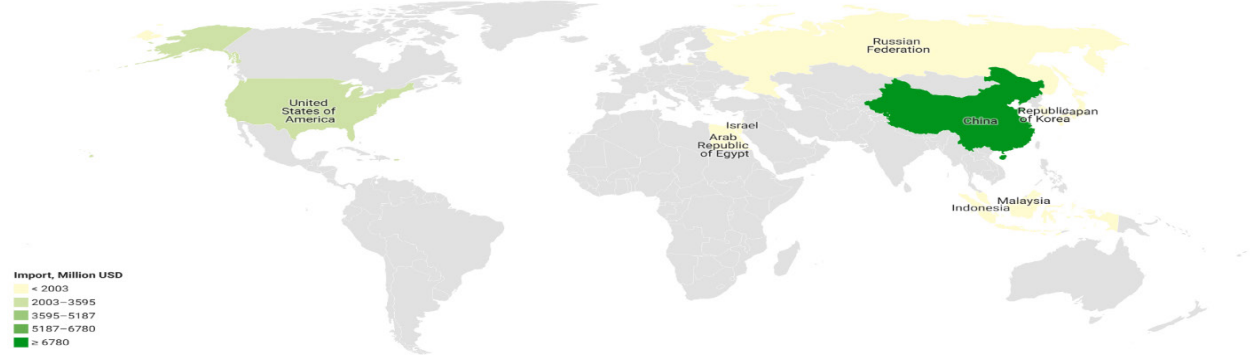 Russian
Federation
United
States of
America
Israel
Arab
Republic
of Egypt
China
Republic
of Korea
Japan
Malaysia
Indonesia
Import, Million USD
< 2003
2003–3595
3595–5187
5187–6780
≥ 6780